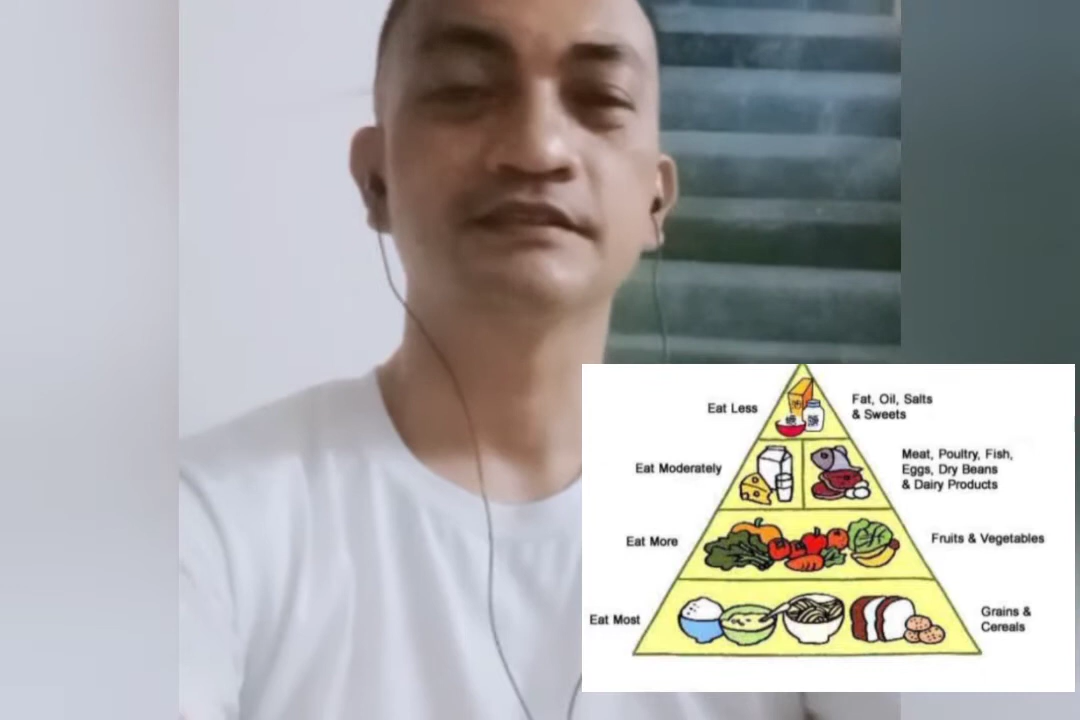 Eat Less
Fat, Oil, Salts
& Sweets
Eat Moderately
Meat, Poultry, Fish,
Eggs, Dry Beans
& Dairy Products
Eat More
Fruits & Vegetables
Eat Most
Grains &
Cereals